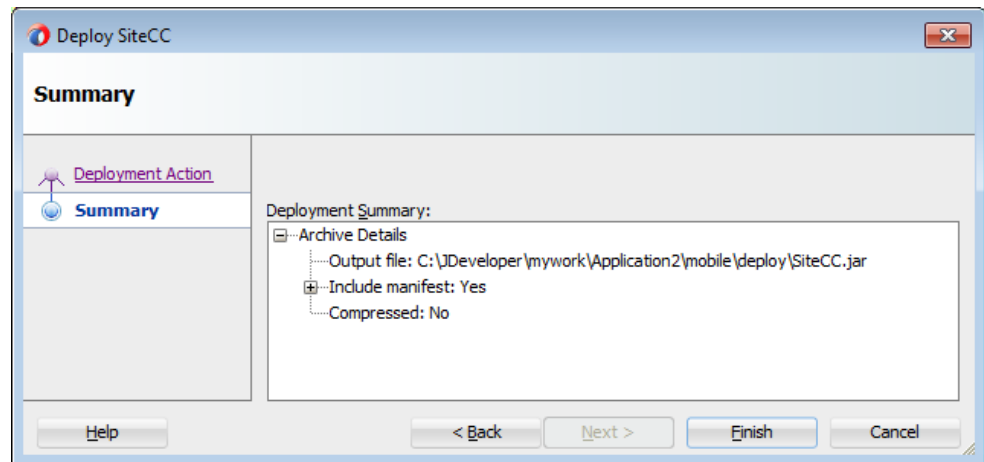 Deploy SiteCC
Summary
Deployment Action
Summary
Deployment Summary:
Archive Details
Output file: C:\JDeveloper\mywork\Application2\mobile\deploy\SiteCC.jar
Include manifest: Yes
Compressed: No
Help
< Back
Next >
Finish
Cancel